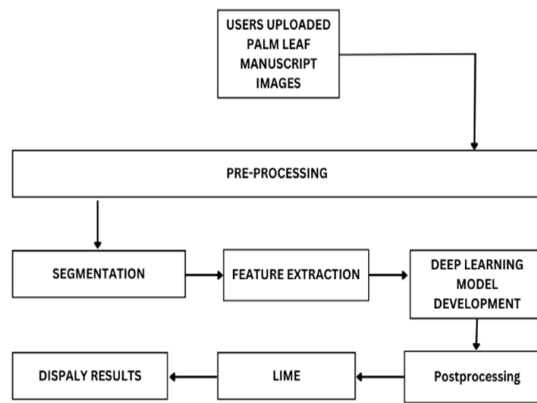 USERS UPLOADED
PALM LEAF
MANUSCRIPT
IMAGES
PRE-PROCESSING
SEGMENTATION
FEATURE EXTRACTION
DEEP LEARNING
MODEL
DEVELOPMENT
DISPALY RESULTS
LIME
Postprocessing